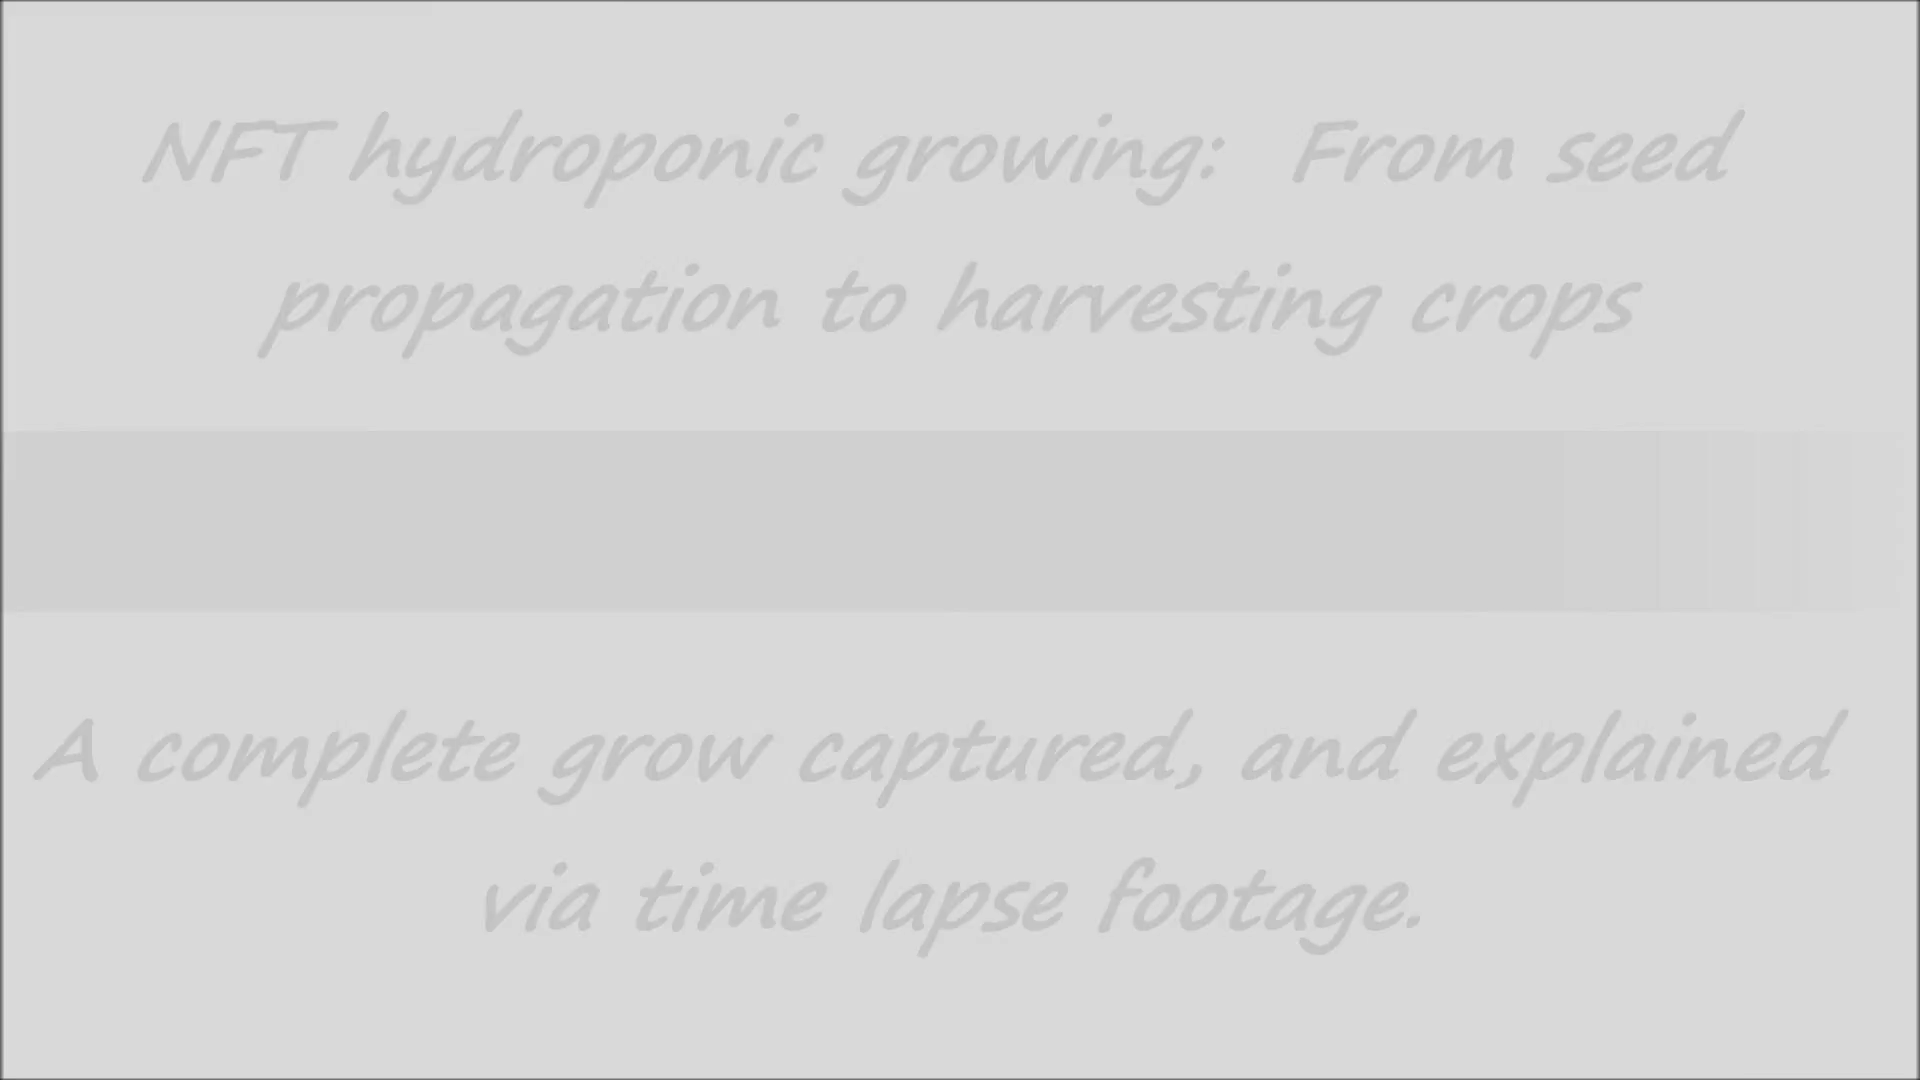 NFT hydroponic growing: From seed
propagation to harvesting crops
A complete grow captured, and explained
via time lapse footage.